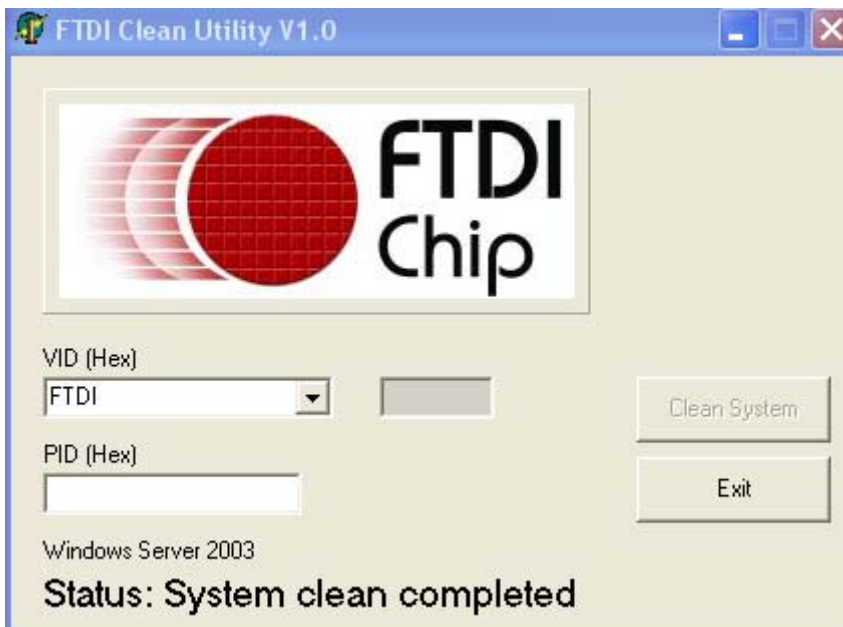 FTDI Clean Utility V1.0
FTDI
Chip
VID (Hex)
FTDI
Clean System
PID (Hex)
Exit
Windows Server 2003
Status: System clean completed